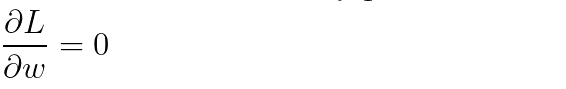 ∂L/∂w = 0